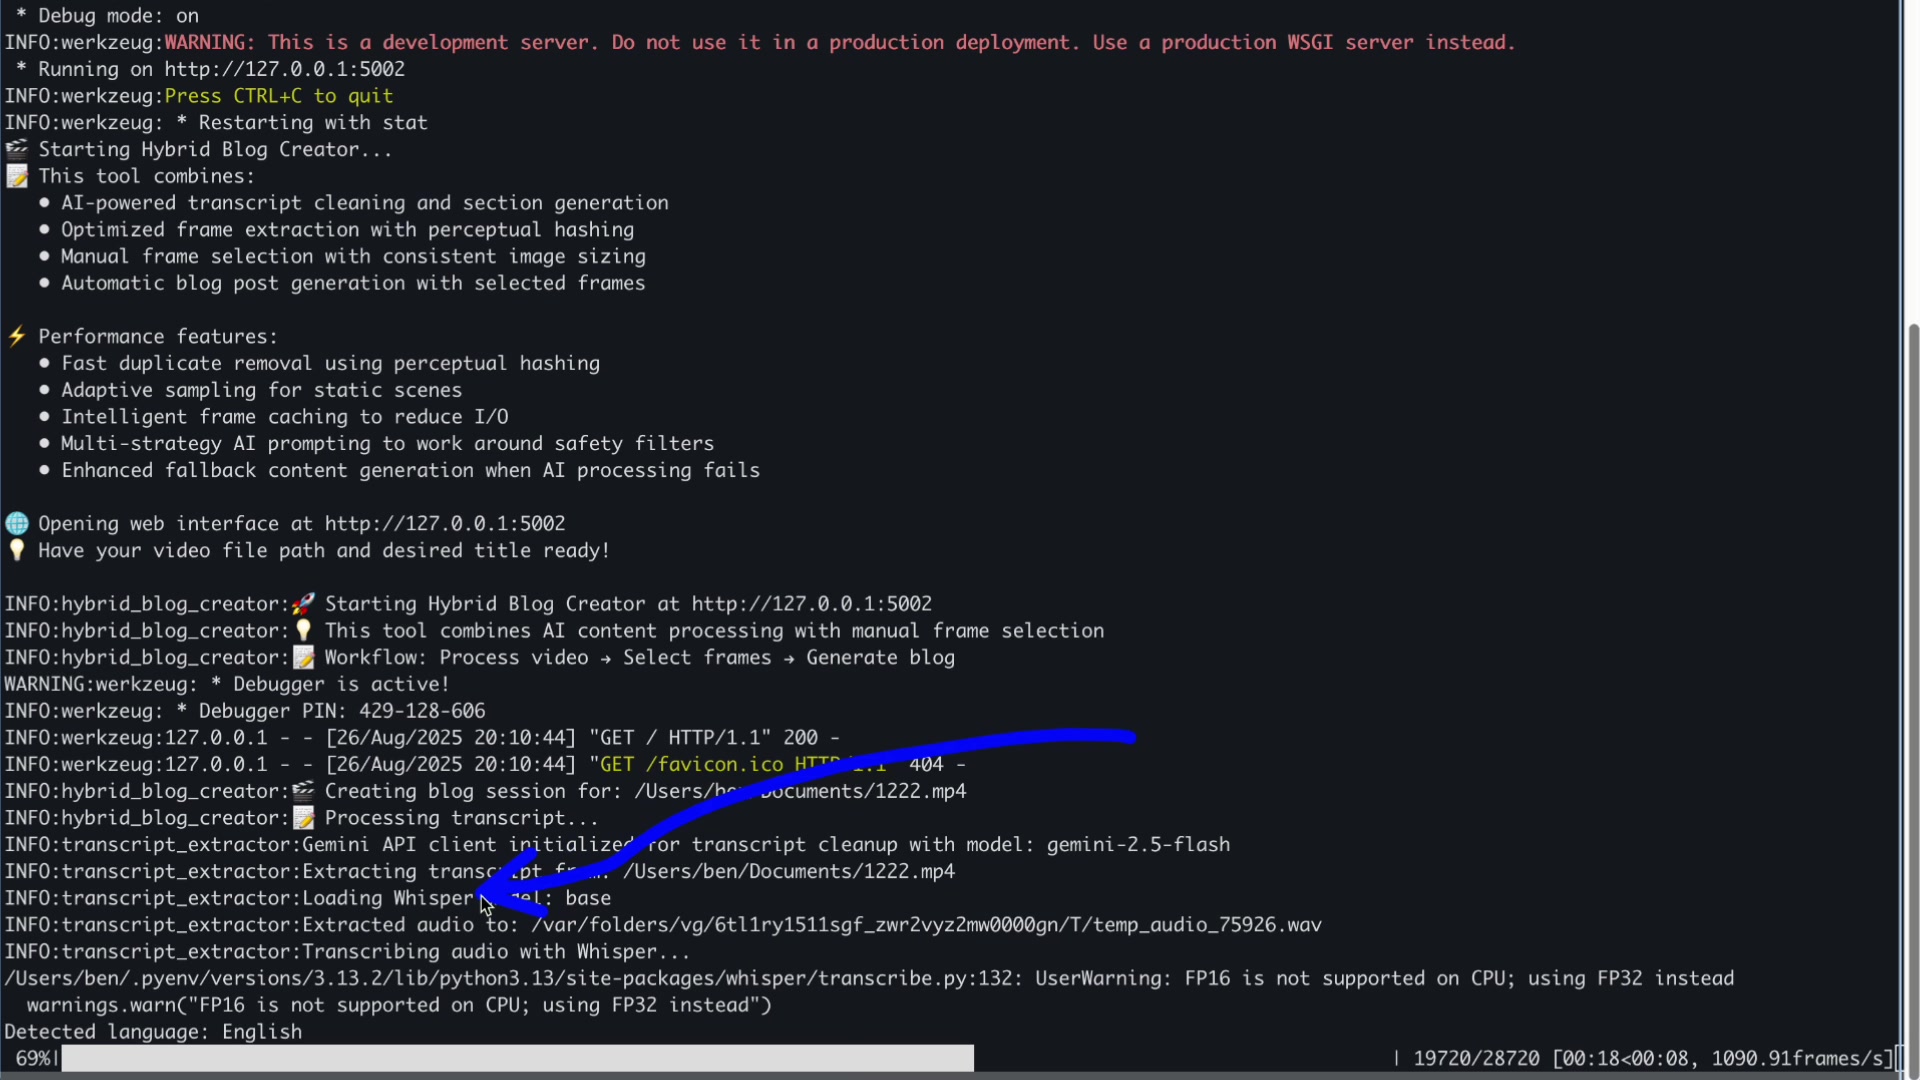 * Debug mode: on
INFO:werkzeug:WARNING: This is a development server. Do not use it in a production deployment. Use a production WSGI server instead.
* Running on http://127.0.0.1:5002
INFO:werkzeug:Press CTRL+C to quit
INFO:werkzeug: * Restarting with stat
🎬 Starting Hybrid Blog Creator...
📝 This tool combines:
• AI-powered transcript cleaning and section generation
• Optimized frame extraction with perceptual hashing
• Manual frame selection with consistent image sizing
• Automatic blog post generation with selected frames
⚡ Performance features:
• Fast duplicate removal using perceptual hashing
• Adaptive sampling for static scenes
• Intelligent frame caching to reduce I/O
• Multi-strategy AI prompting to work around safety filters
• Enhanced fallback content generation when AI processing fails
🌐 Opening web interface at http://127.0.0.1:5002
💡 Have your video file path and desired title ready!
INFO:hybrid_blog_creator:🚀 Starting Hybrid Blog Creator at http://127.0.0.1:5002
INFO:hybrid_blog_creator:💡 This tool combines AI content processing with manual frame selection
INFO:hybrid_blog_creator:📝 Workflow: Process video → Select frames → Generate blog
WARNING:werkzeug: * Debugger is active!
INFO:werkzeug: * Debugger PIN: 429-128-606
INFO:werkzeug:127.0.0.1 - - [26/Aug/2025 20:10:44] "GET / HTTP/1.1" 200 -
INFO:werkzeug:127.0.0.1 - - [26/Aug/2025 20:10:44] "GET /favicon.ico HTTP/1.1" 404 -
INFO:hybrid_blog_creator:🎬 Creating blog session for: /Users/ben/Documents/1222.mp4
INFO:hybrid_blog_creator:📝 Processing transcript...
INFO:transcript_extractor:Gemini API client initialized for transcript cleanup with model: gemini-2.5-flash
INFO:transcript_extractor:Extracting transcript from: /Users/ben/Documents/1222.mp4
INFO:transcript_extractor:Loading Whisper model: base
INFO:transcript_extractor:Extracted audio to: /var/folders/vg/6tl1ry1511sgf_zwr2vyz2mw0000gn/T/temp_audio_75926.wav
INFO:transcript_extractor:Transcribing audio with Whisper...
/Users/ben/.pyenv/versions/3.13.2/lib/python3.13/site-packages/whisper/transcribe.py:132: UserWarning: FP16 is not supported on CPU; using FP32 instead
warnings.warn("FP16 is not supported on CPU; using FP32 instead")
Detected language: English
69%| | 19720/28720 [00:18<00:08, 1090.91frames/s]